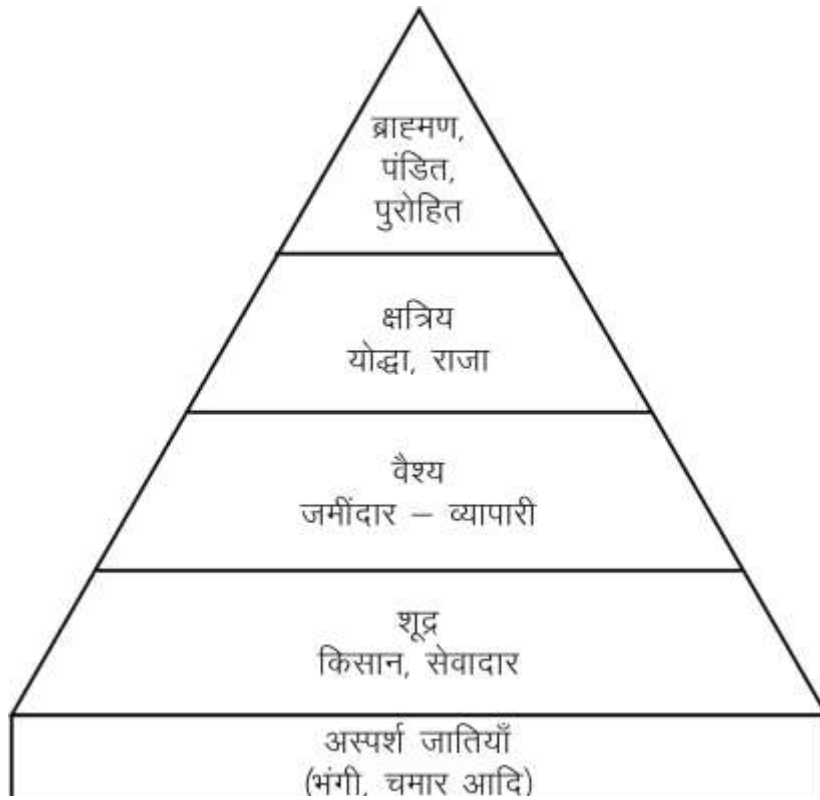 ब्राह्मण,
पंडित,
पुरोहित
क्षत्रिय
योद्धा, राजा
वैश्य
जमींदार – व्यापारी
शूद्र
किसान, सेवादार
अस्पर्श जातियाँ
(भंगी, चमार आदि)